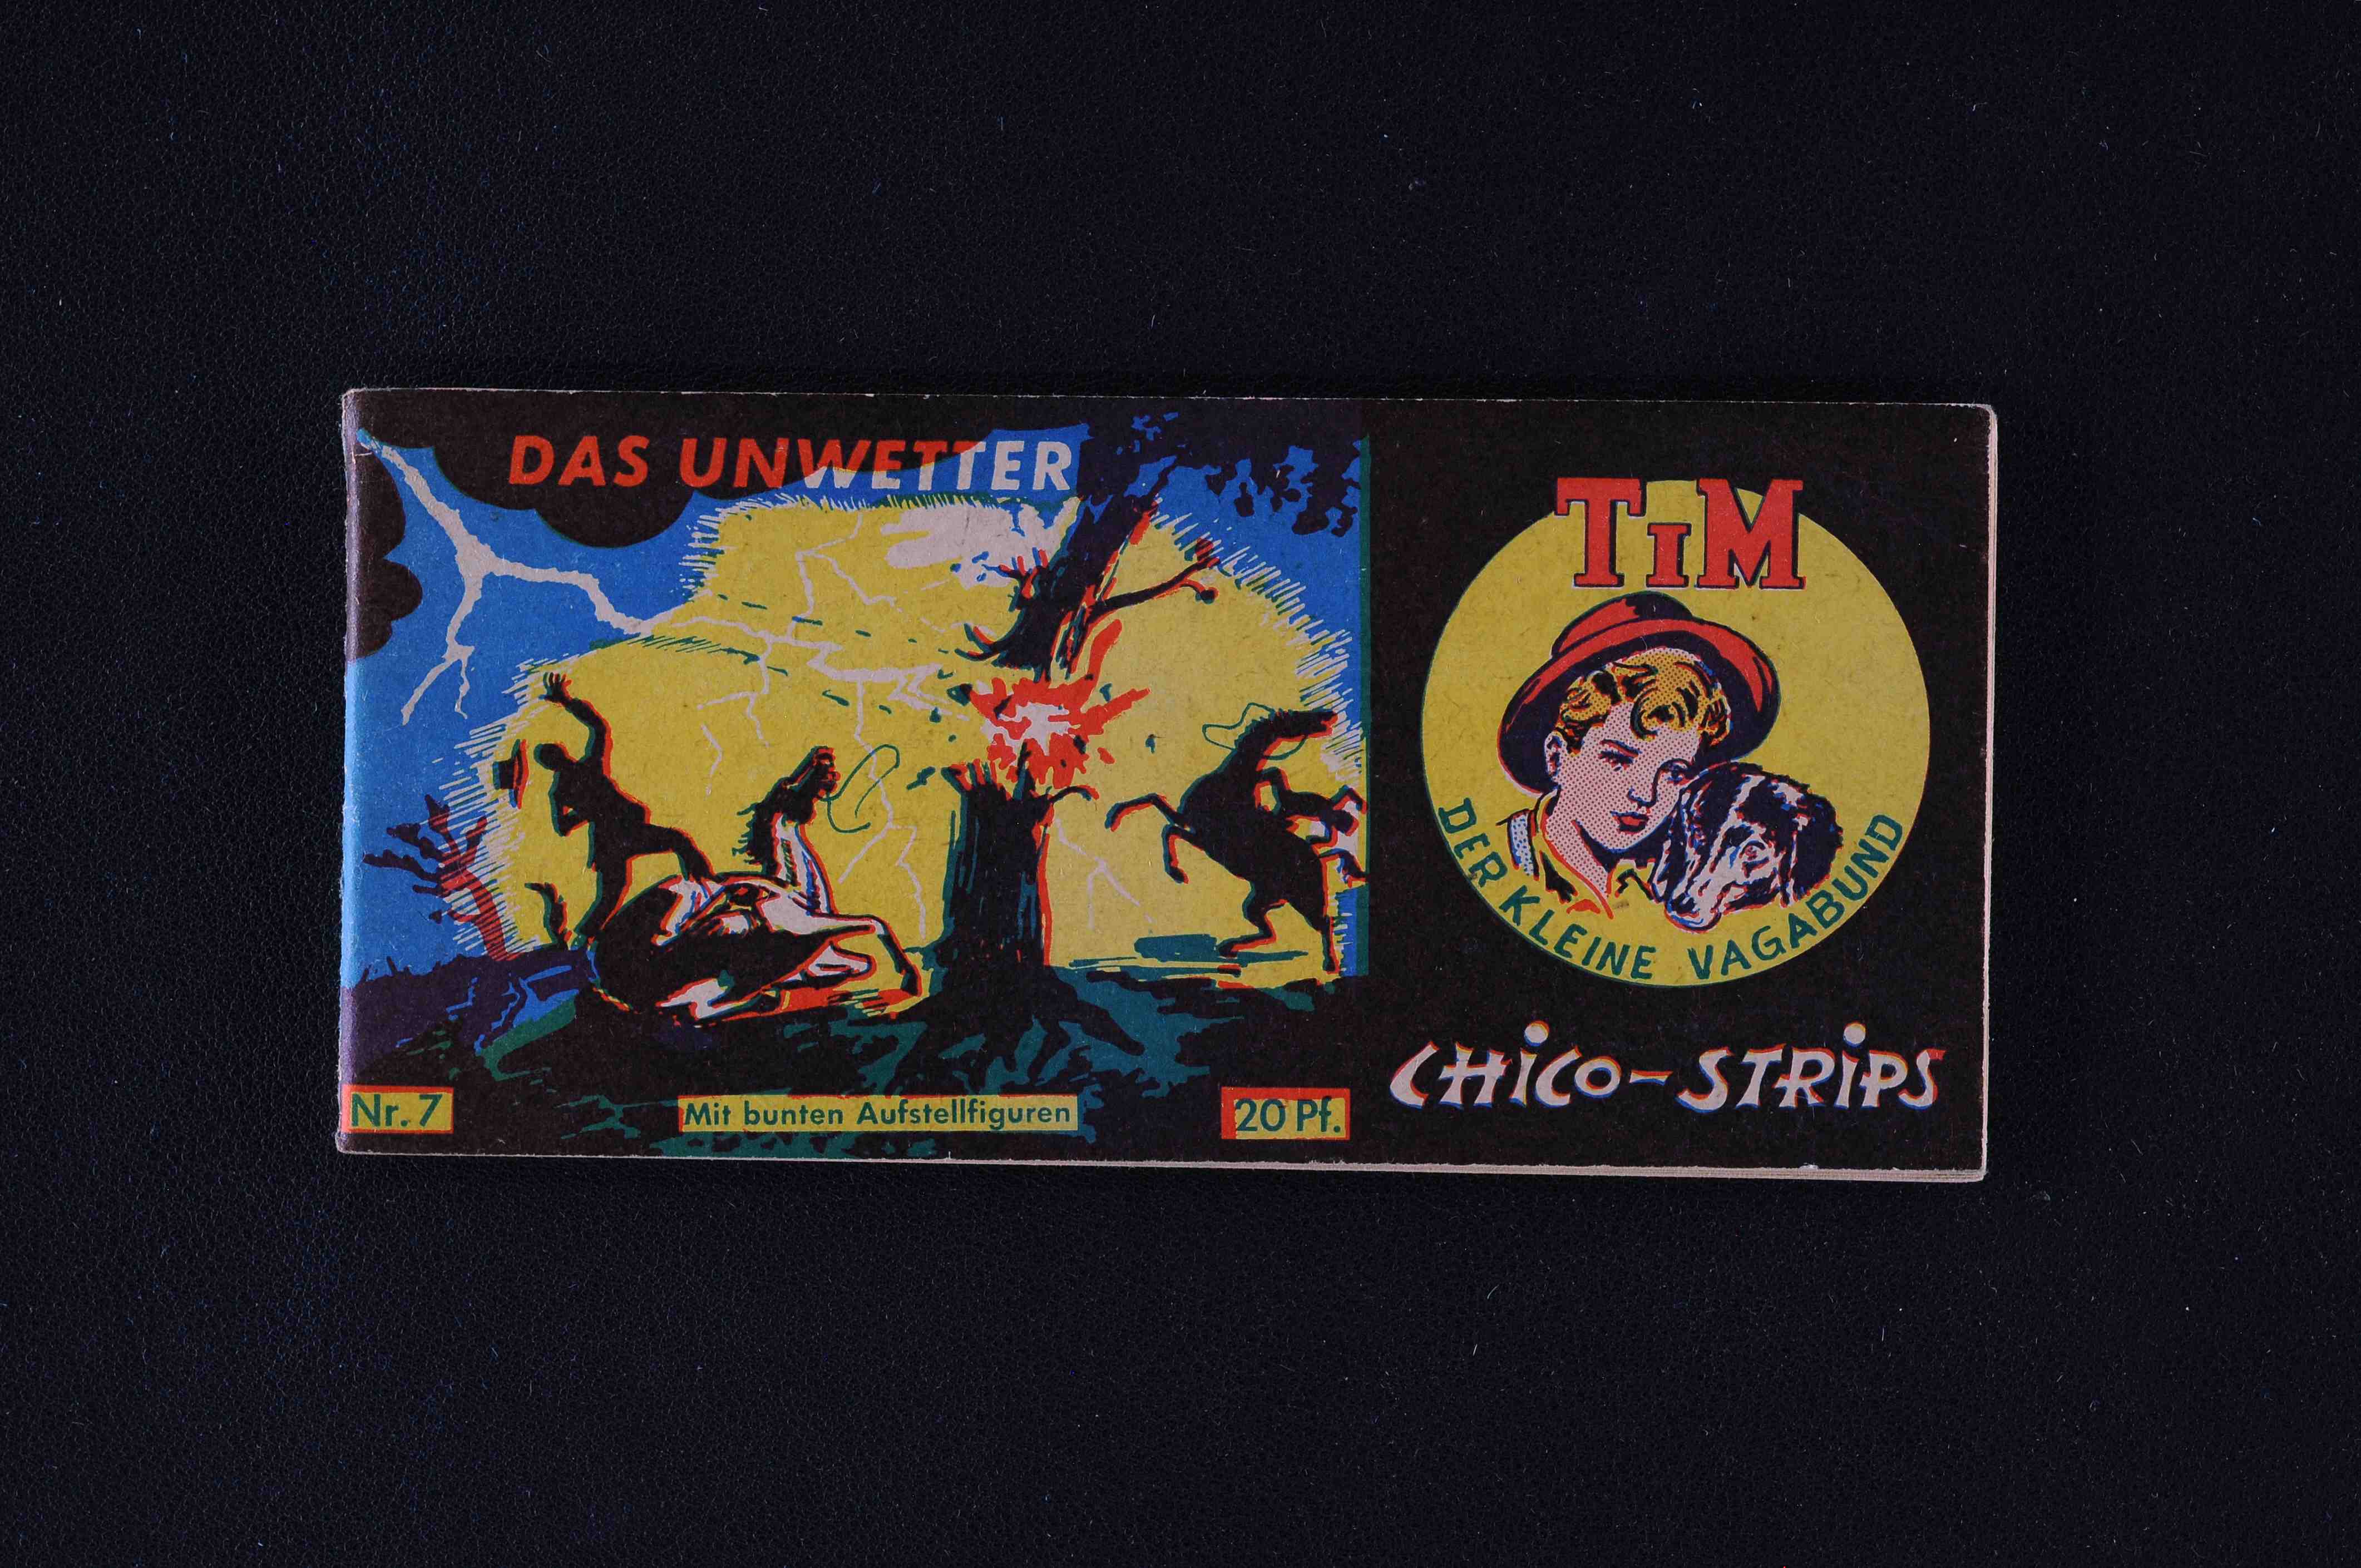 DAS UNWETTER
Nr. 7
Mit bunten Aufstellfiguren
20 Pf.
TiM
DER KLEINE VAGABUND
CHiCO-STRiPS